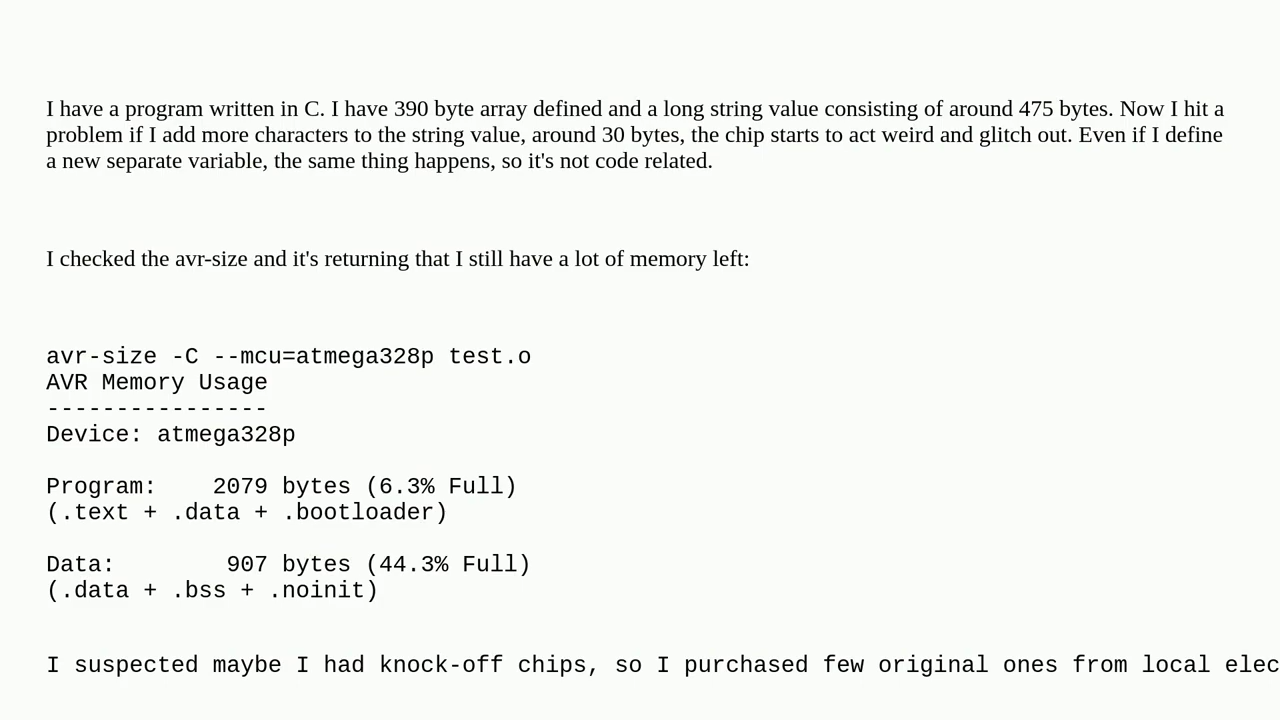 I have a program written in C. I have 390 byte array defined and a long string value consisting of around 475 bytes. Now I hit a
problem if I add more characters to the string value, around 30 bytes, the chip starts to act weird and glitch out. Even if I define
a new separate variable, the same thing happens, so it's not code related.
I checked the avr-size and it's returning that I still have a lot of memory left:
avr-size -C --mcu=atmega328p test.o
AVR Memory Usage
----------------
Device: atmega328p
Program:    2079 bytes (6.3% Full)
(.text + .data + .bootloader)
Data:        907 bytes (44.3% Full)
(.data + .bss + .noinit)
I suspected maybe I had knock-off chips, so I purchased few original ones from local elec